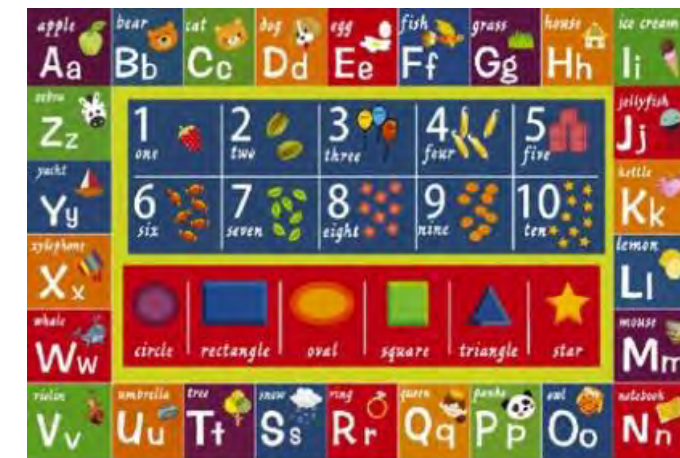 apple bear cat dog egg fish grass house ice cream
Aa Bb Cc Dd Ee Ff Gg Hh Ii
zebra
Zz
jellyfish
Jj
1 2 3 4 5
one two three four five
yacht
Yy
kettle
Kk
6 7 8 9 10
six seven eight nine ten
xylophone
Xx
lemon
Ll
whale
Ww
mouse
Mm
circle rectangle oval square triangle star
violin umbrella tree snow ring queen panda owl notebook
Vv Uu Tt Ss Rr Qq Pp Oo Nn